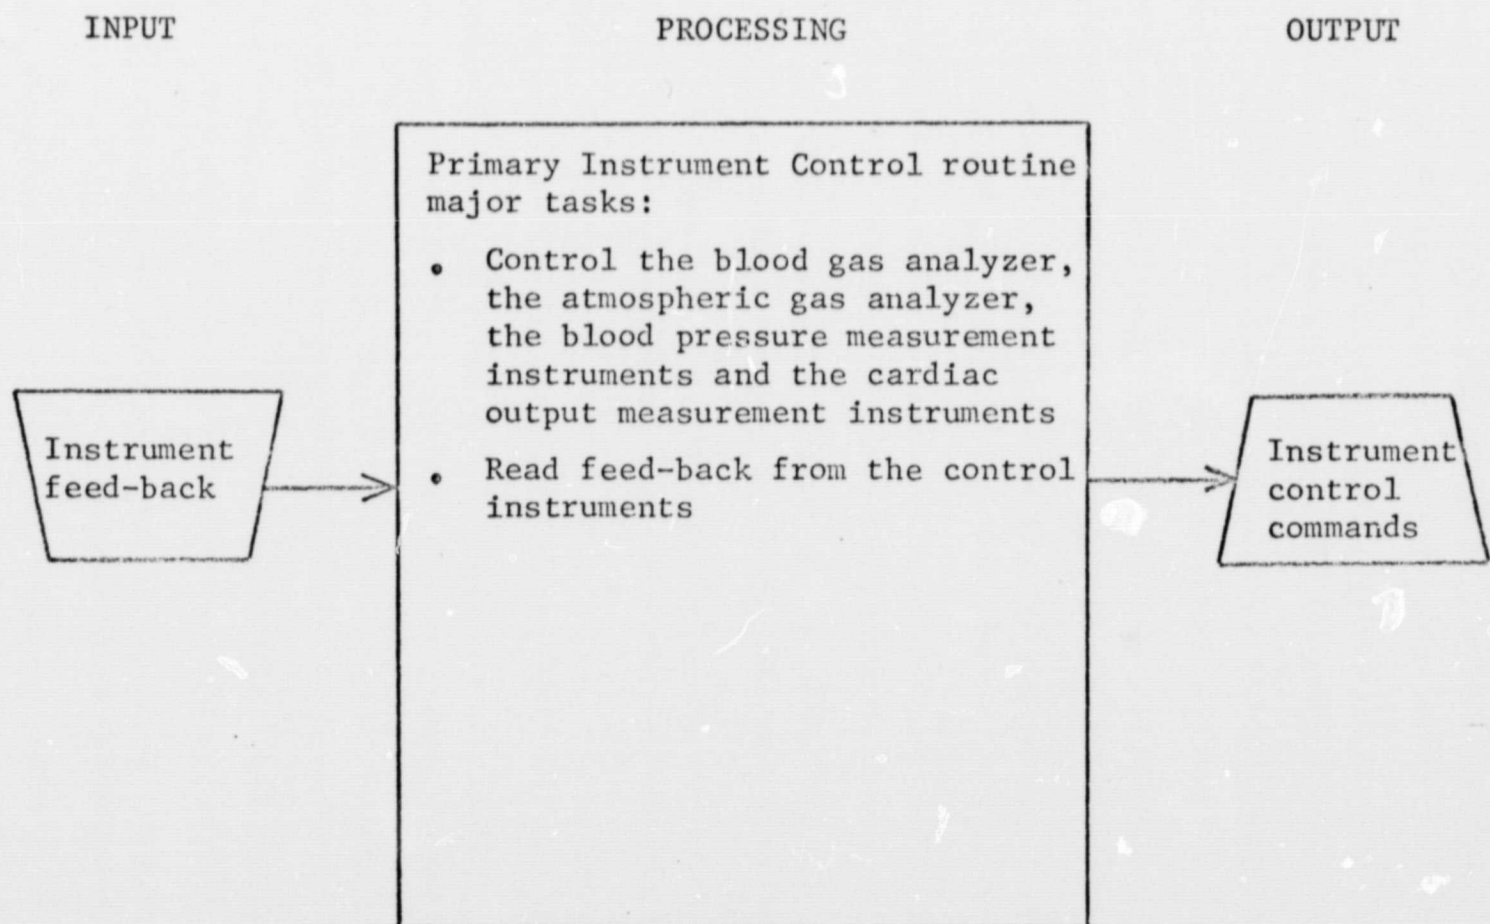 INPUT
PROCESSING
OUTPUT
Primary Instrument Control routine
major tasks:
• Control the blood gas analyzer,
the atmospheric gas analyzer,
the blood pressure measurement
instruments and the cardiac
output measurement instruments
• Read feed-back from the control
instruments
Instrument
feed-back
Instrument
control
commands